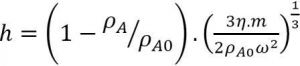 h = (1 − ρ_A/ρ_A0) . (3η.m / 2ρ_A0 ω²)^(1/3)